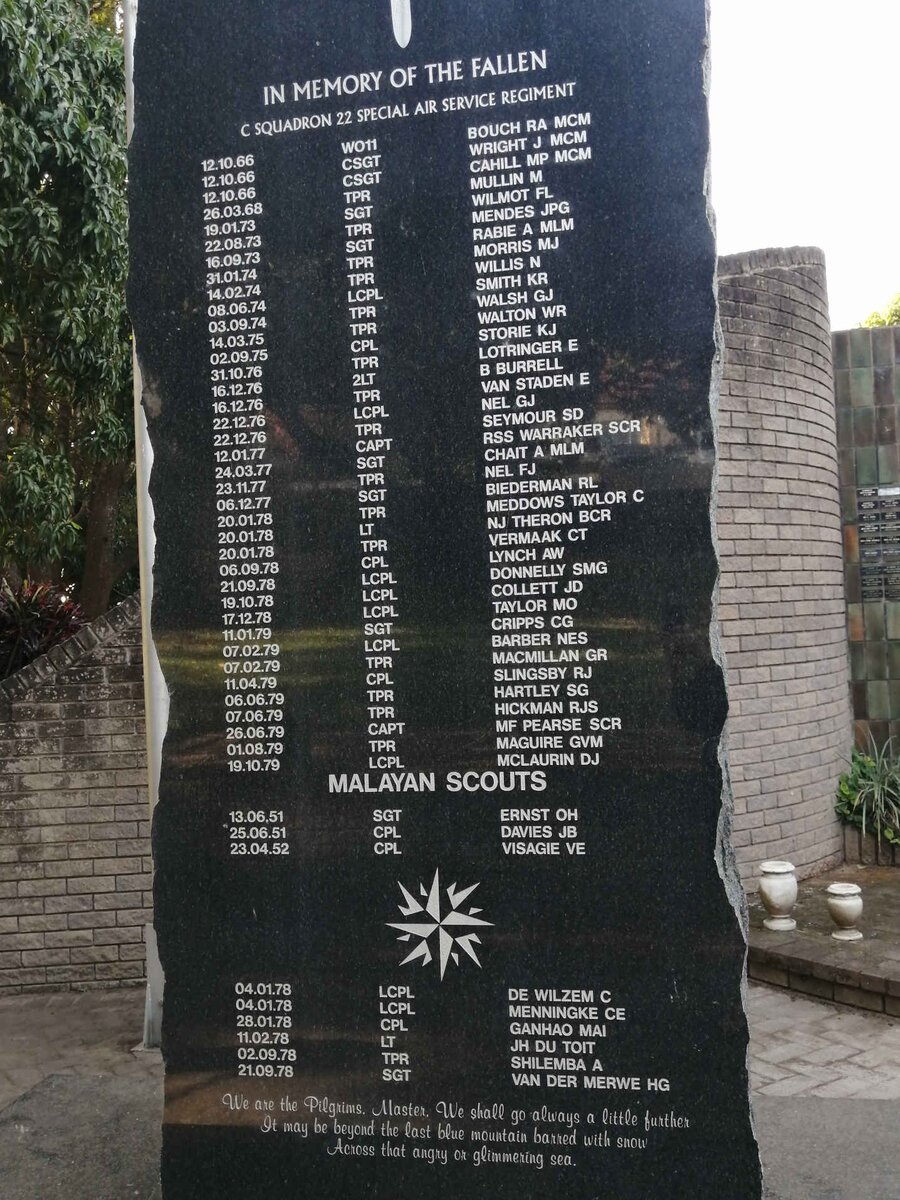 IN MEMORY OF THE FALLEN
C SQUADRON 22 SPECIAL AIR SERVICE REGIMENT
12.10.66 WO11 BOUCH RA MCM
12.10.66 CSGT WRIGHT J MCM
12.10.66 CSGT CAHILL MP MCM
26.03.68 TPR MULLIN M
19.01.73 SGT WILMOT FL
22.08.73 TPR MENDES JPG
16.09.73 SGT RABIE A MLM
31.01.74 TPR MORRIS MJ
14.02.74 TPR WILLIS N
08.06.74 LCPL SMITH KR
03.09.74 TPR WALSH GJ
14.03.75 TPR WALTON WR
02.09.75 CPL STORIE KJ
31.10.76 TPR LOTRINGER E
16.12.76 2LT B BURRELL
16.12.76 TPR VAN STADEN E
22.12.76 LCPL NEL GJ
22.12.76 TPR SEYMOUR SD
12.01.77 CAPT RSS WARRAKER SCR
24.03.77 SGT CHAIT A MLM
23.11.77 TPR NEL FJ
06.12.77 SGT BIEDERMAN RL
20.01.78 TPR MEDDOWS TAYLOR C
20.01.78 LT NJ THERON BCR
20.01.78 TPR VERMAAK CT
06.09.78 CPL LYNCH AW
21.09.78 LCPL DONNELLY SMG
19.10.78 LCPL COLLETT JD
17.12.78 LCPL TAYLOR MO
11.01.79 SGT CRIPPS CG
07.02.79 LCPL BARBER NES
07.02.79 TPR MACMILLAN GR
11.04.79 CPL SLINGSBY RJ
06.06.79 TPR HARTLEY SG
07.06.79 TPR HICKMAN RJS
26.06.79 CAPT MF PEARSE SCR
01.08.79 TPR MAGUIRE GVM
19.10.79 LCPL MCLAURIN DJ
MALAYAN SCOUTS
13.06.51 SGT ERNST OH
25.06.51 CPL DAVIES JB
23.04.52 CPL VISAGIE VE
04.01.78 LCPL DE WILZEM C
04.01.78 LCPL MENNINGKE CE
28.01.78 CPL GANHAO MAI
11.02.78 LT JH DU TOIT
02.09.78 TPR SHILEMBA A
21.09.78 SGT VAN DER MERWE HG
We are the Pilgrims, Master, We shall go always a little further
It may be beyond the last blue mountain barred with snow
Across that angry or glimmering sea.